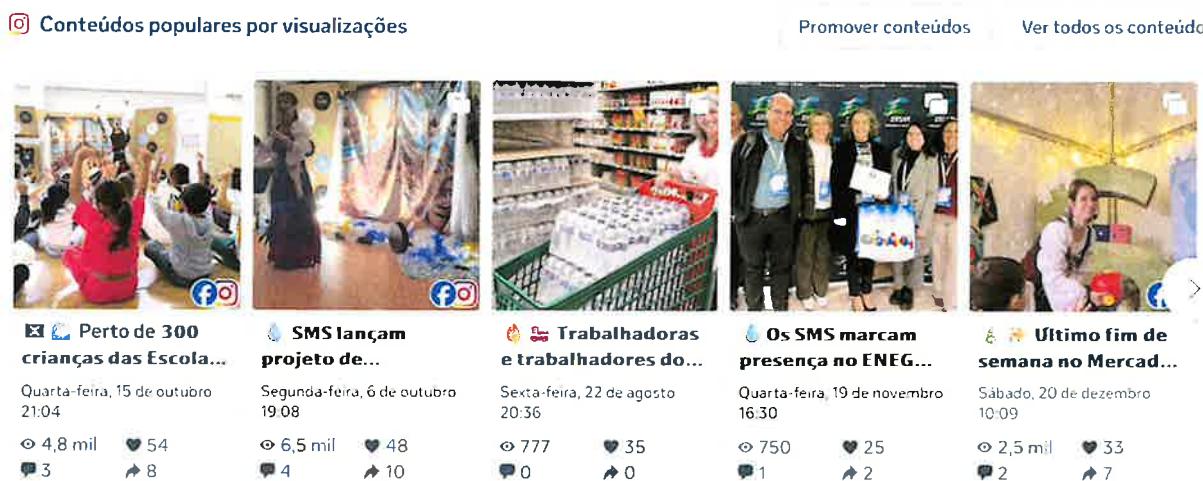 Conteúdos populares por visualizações
Promover conteúdos
Ver todos os conteúdo
Perto de 300
crianças das Escola...
Quarta-feira, 15 de outubro
21:04
4,8 mil 54
3 8
SMS lançam
projeto de...
Segunda-feira, 6 de outubro
19:08
6,5 mil 48
4 10
Trabalhadoras
e trabalhadores do...
Sexta-feira, 22 de agosto
20:36
777 35
0 0
Os SMS marcam
presença no ENEG...
Quarta-feira, 19 de novembro
16:30
750 25
1 2
Último fim de
semana no Mercad...
Sábado, 20 de dezembro
10:09
2,5 mil 33
2 7